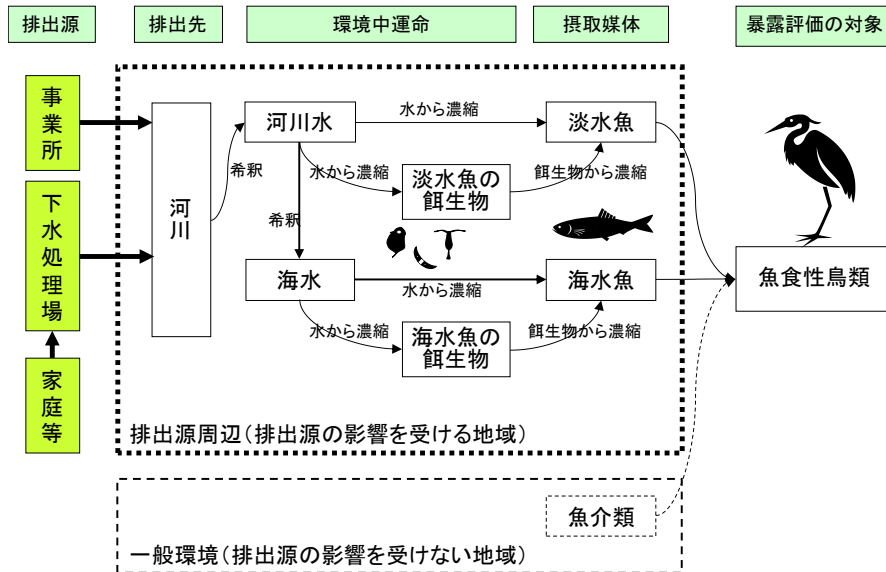 排出源
排出先
環境中運命
摂取媒体
暴露評価の対象
事業所
下水処理場
家庭等
河川
希釈
河川水
水から濃縮
淡水魚
水から濃縮
淡水魚の
餌生物
餌生物から濃縮
希釈
海水
水から濃縮
海水魚
水から濃縮
海水魚の
餌生物
餌生物から濃縮
魚食性鳥類
排出源周辺(排出源の影響を受ける地域)
魚介類
一般環境(排出源の影響を受けない地域)